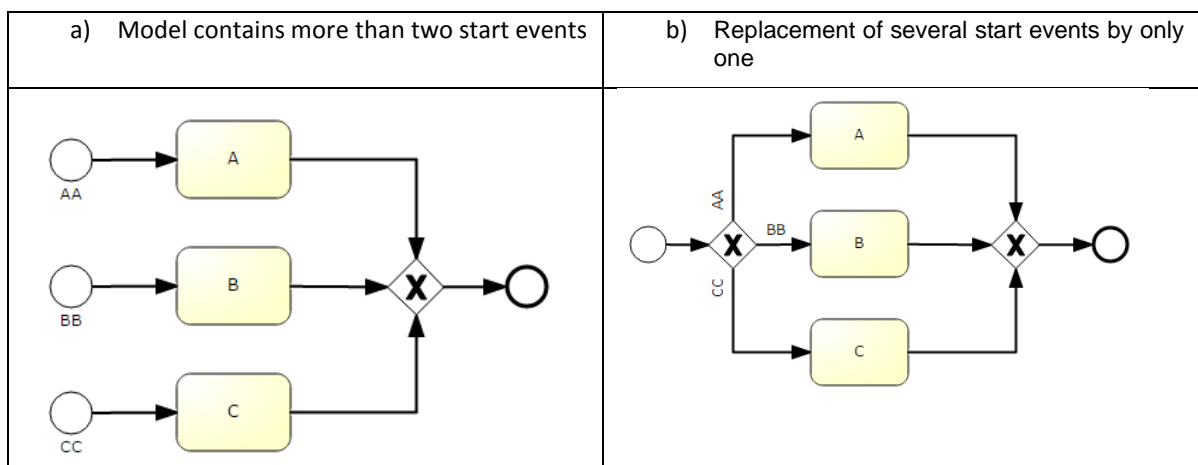 a) Model contains more than two start events
b) Replacement of several start events by only
one
A
AA
B
BB
C
CC
A
AA
BB
B
CC
C